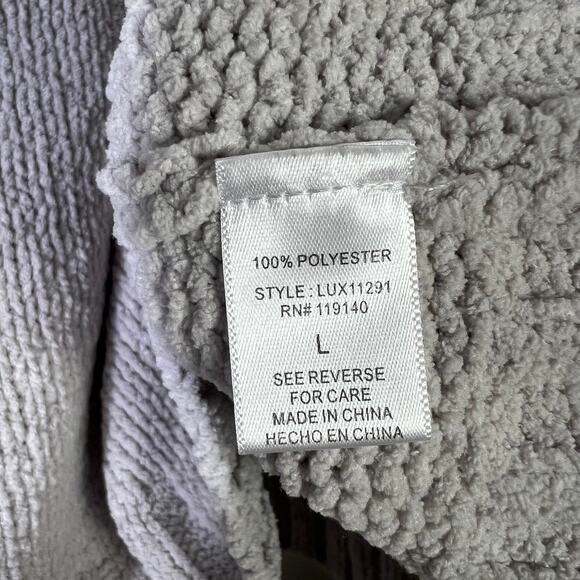 100% POLYESTER
STYLE : LUX11291
RN# 119140
L
SEE REVERSE
FOR CARE
MADE IN CHINA
HECHO EN CHINA